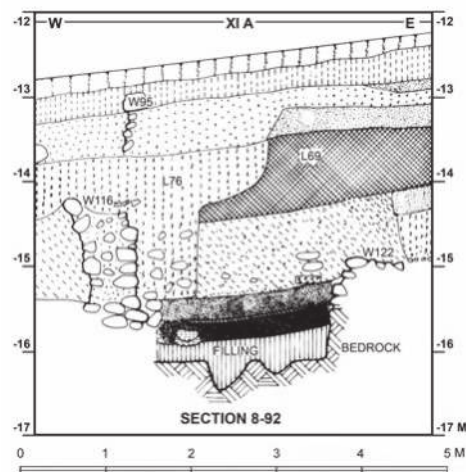 W XI A E
-12 -12
W95
-13 -13
L69
L76
-14 -14
W116
W122
-15 -15
BEDROCK
FILLING
-16 -16
SECTION 8-92
-17 -17 M
0 1 2 3 4 5 M